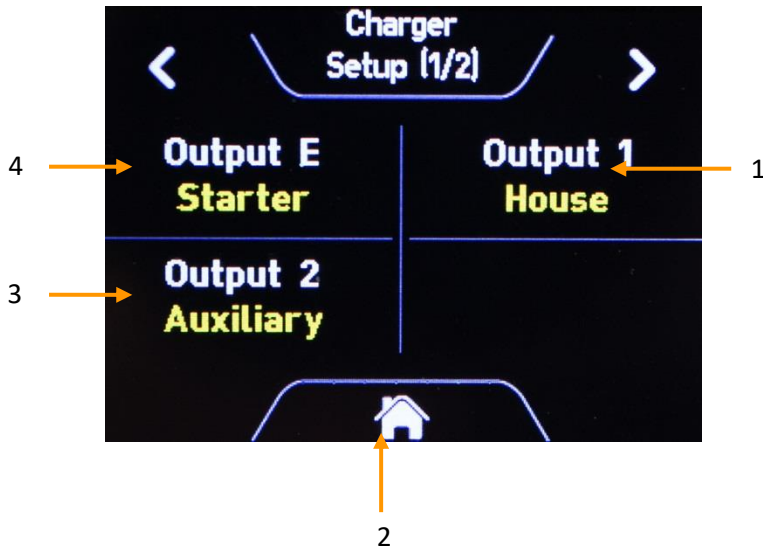 Charger
Setup (1/2)
4
Output E
Starter
Output 1
House
1
3
Output 2
Auxiliary
2